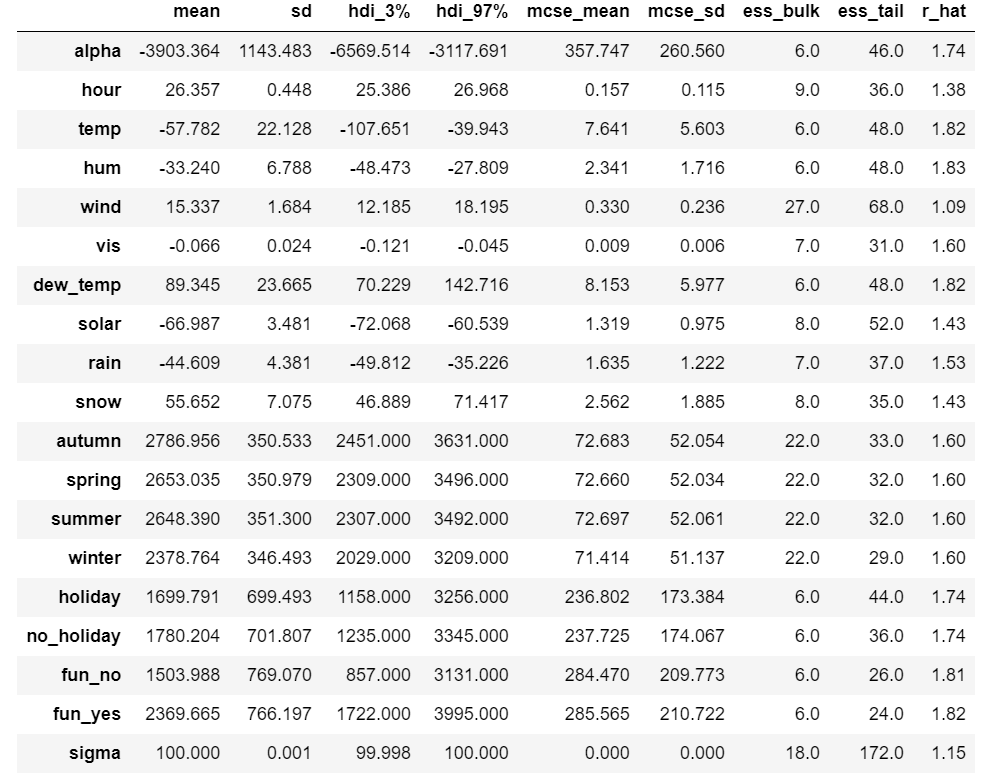 mean sd hdi_3% hdi_97% mcse_mean mcse_sd ess_bulk ess_tail r_hat
alpha -3903.364 1143.483 -6569.514 -3117.691 357.747 260.560 6.0 46.0 1.74
hour 26.357 0.448 25.386 26.968 0.157 0.115 9.0 36.0 1.38
temp -57.782 22.128 -107.651 -39.943 7.641 5.603 6.0 48.0 1.82
hum -33.240 6.788 -48.473 -27.809 2.341 1.716 6.0 48.0 1.83
wind 15.337 1.684 12.185 18.195 0.330 0.236 27.0 68.0 1.09
vis -0.066 0.024 -0.121 -0.045 0.009 0.006 7.0 31.0 1.60
dew_temp 89.345 23.665 70.229 142.716 8.153 5.977 6.0 48.0 1.82
solar -66.987 3.481 -72.068 -60.539 1.319 0.975 8.0 52.0 1.43
rain -44.609 4.381 -49.812 -35.226 1.635 1.222 7.0 37.0 1.53
snow 55.652 7.075 46.889 71.417 2.562 1.885 8.0 35.0 1.43
autumn 2786.956 350.533 2451.000 3631.000 72.683 52.054 22.0 33.0 1.60
spring 2653.035 350.979 2309.000 3496.000 72.660 52.034 22.0 32.0 1.60
summer 2648.390 351.300 2307.000 3492.000 72.697 52.061 22.0 32.0 1.60
winter 2378.764 346.493 2029.000 3209.000 71.414 51.137 22.0 29.0 1.60
holiday 1699.791 699.493 1158.000 3256.000 236.802 173.384 6.0 44.0 1.74
no_holiday 1780.204 701.807 1235.000 3345.000 237.725 174.067 6.0 36.0 1.74
fun_no 1503.988 769.070 857.000 3131.000 284.470 209.773 6.0 26.0 1.81
fun_yes 2369.665 766.197 1722.000 3995.000 285.565 210.722 6.0 24.0 1.82
sigma 100.000 0.001 99.998 100.000 0.000 0.000 18.0 172.0 1.15